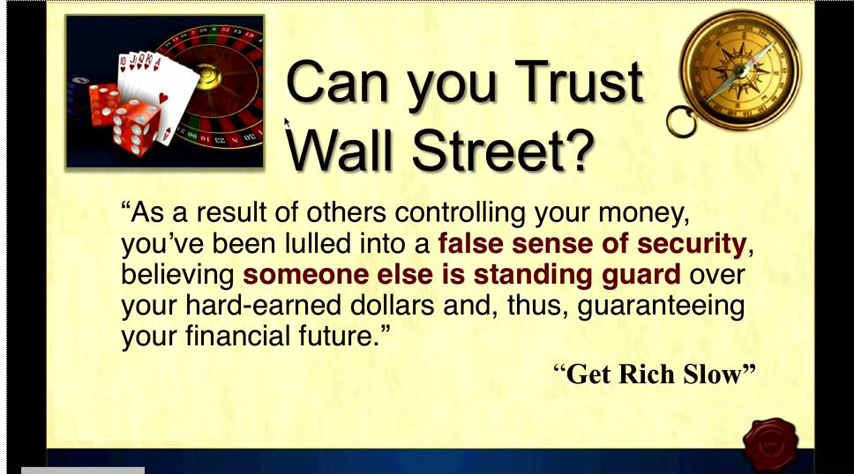 Can you Trust
Wall Street?
“As a result of others controlling your money,
you’ve been lulled into a false sense of security,
believing someone else is standing guard over
your hard-earned dollars and, thus, guaranteeing
your financial future.”
“Get Rich Slow”